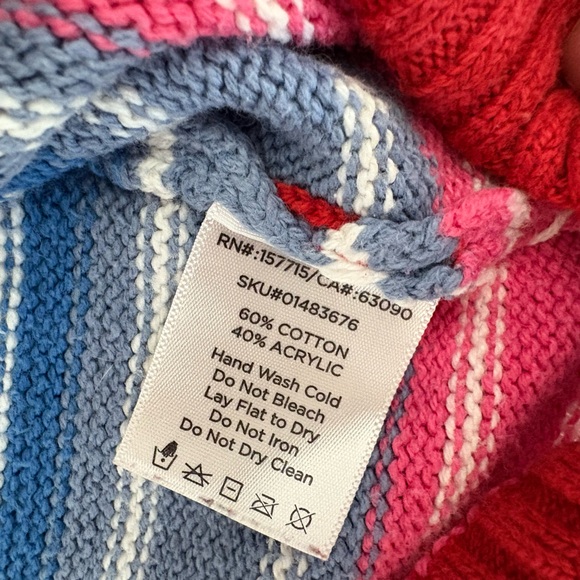 RN#:157715/CA#:63090
SKU#01483676
60% COTTON
40% ACRYLIC
Hand Wash Cold
Do Not Bleach
Lay Flat to Dry
Do Not Iron
Do Not Dry Clean